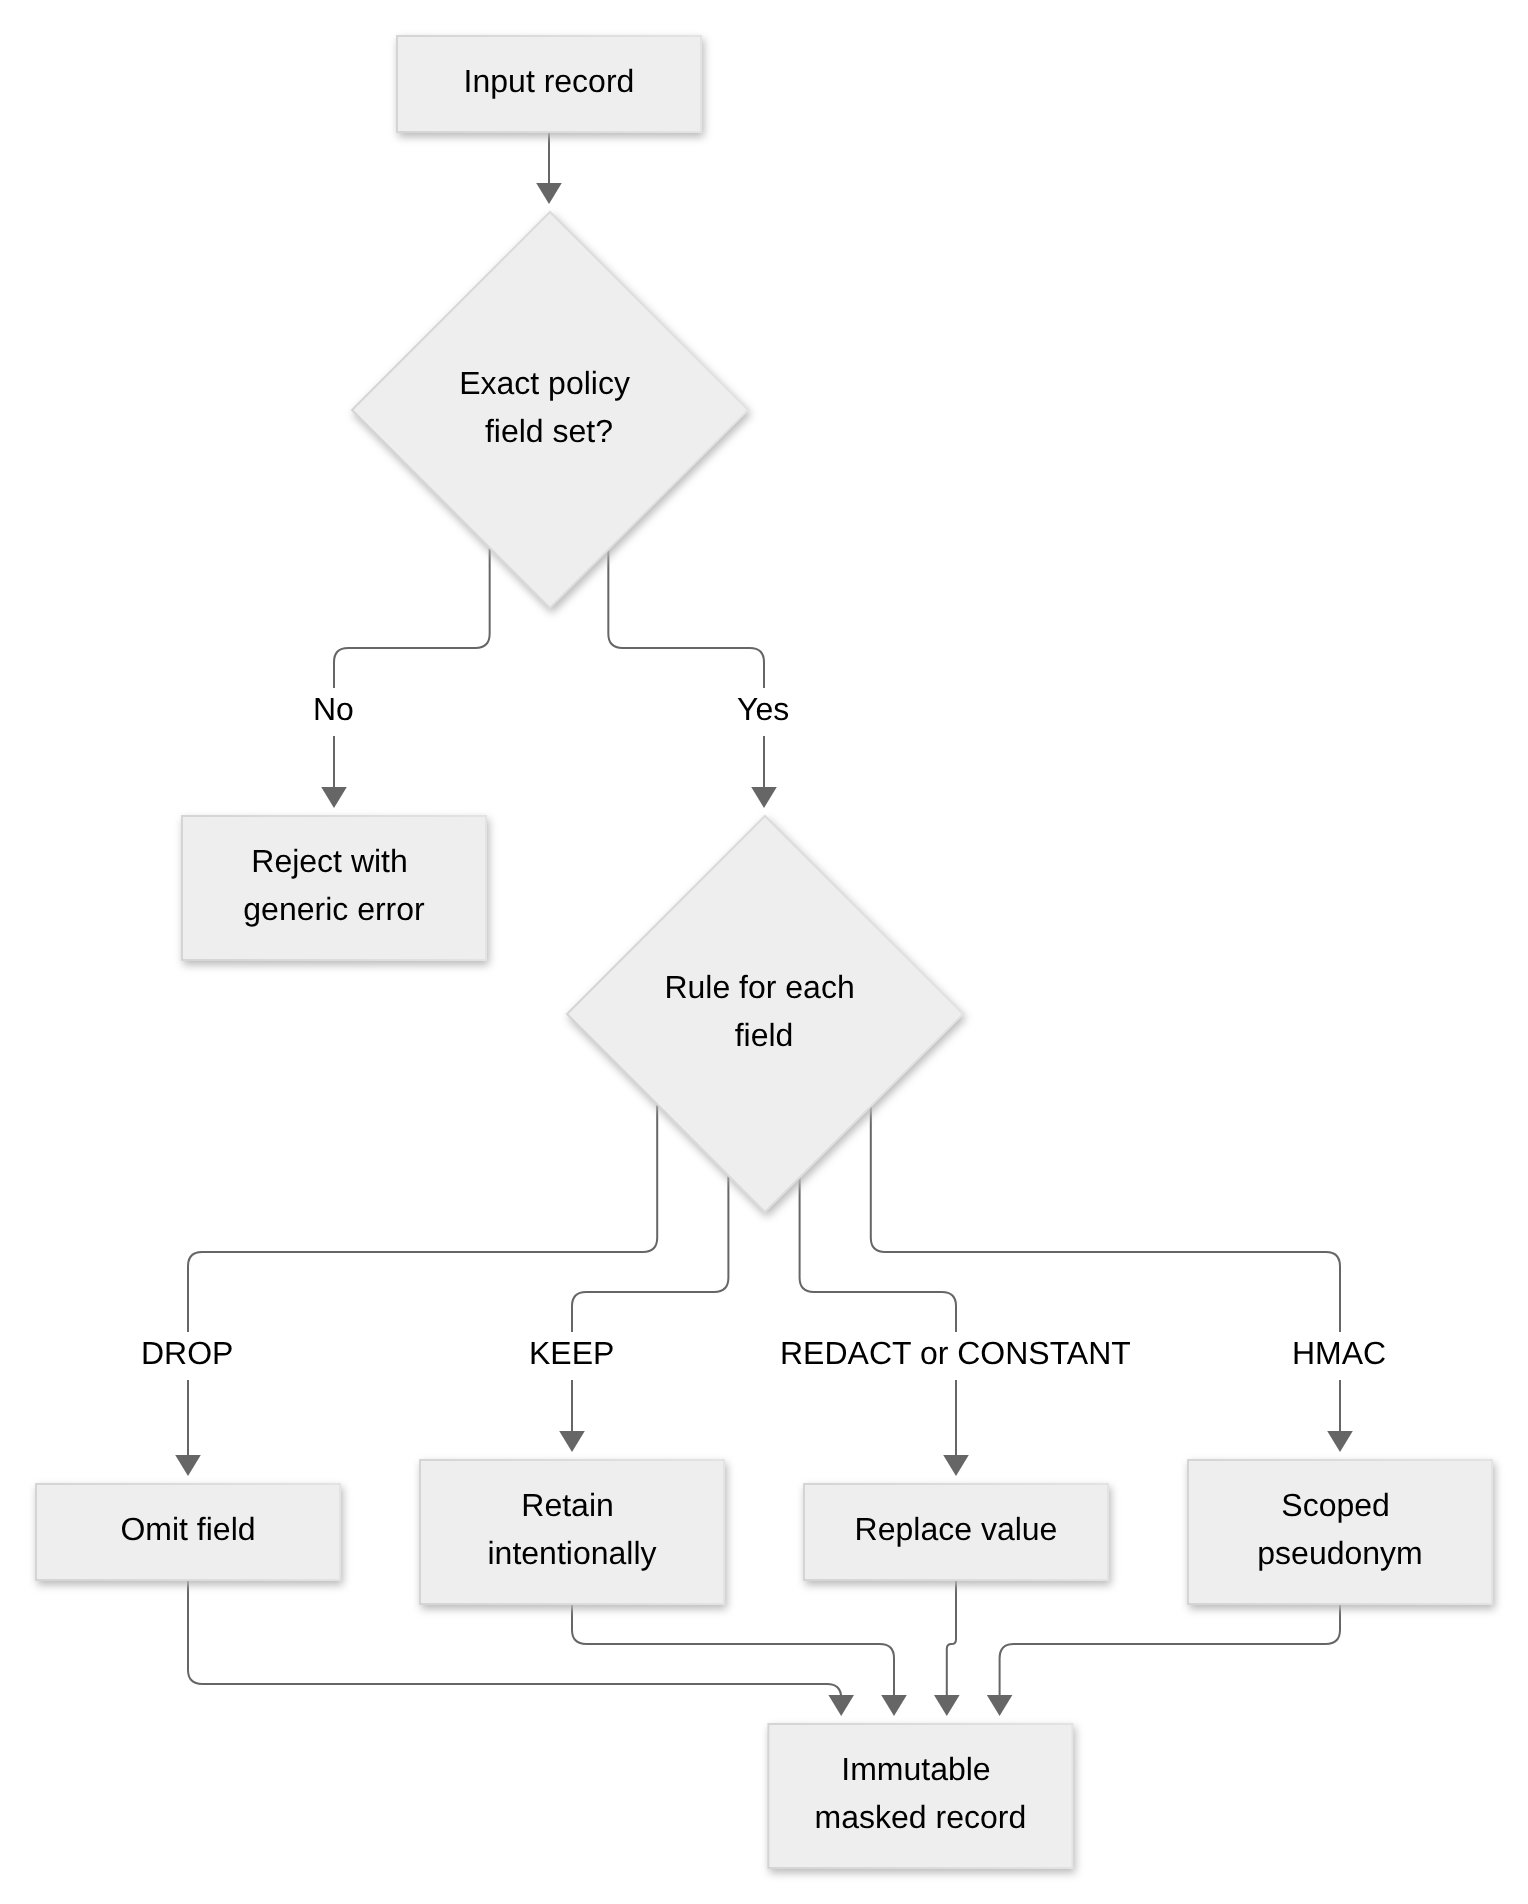 Input record
Exact policy
field set?
No
Yes
Reject with
generic error
Rule for each
field
DROP
KEEP
REDACT or CONSTANT
HMAC
Omit field
Retain
intentionally
Replace value
Scoped
pseudonym
Immutable
masked record